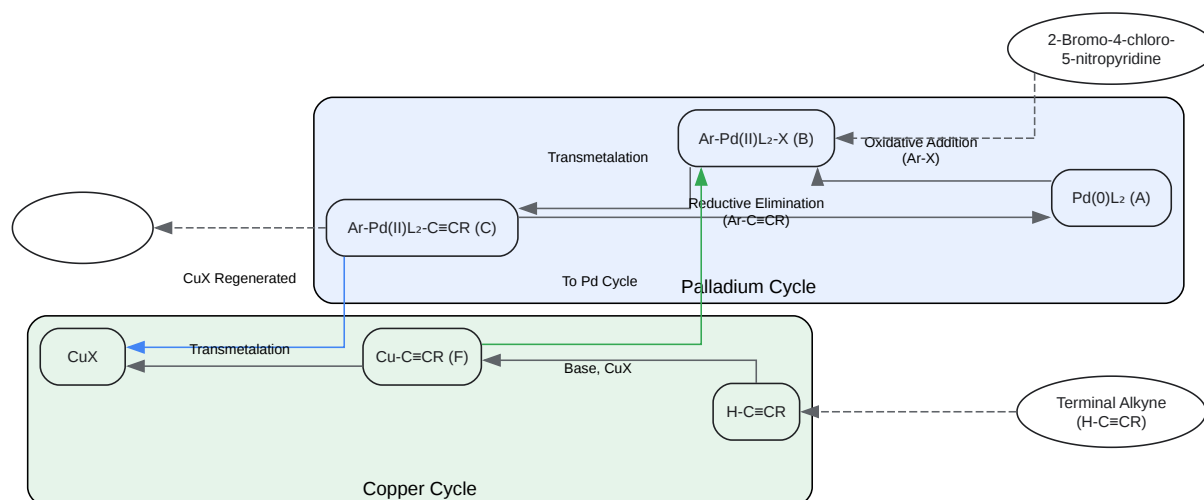 2-Bromo-4-chloro-
5-nitropyridine
Ar-Pd(II)L₂-X (B)
Oxidative Addition
(Ar-X)
Transmetalation
Pd(0)L₂ (A)
Reductive Elimination
(Ar-C≡CR)
Ar-Pd(II)L₂-C≡CR (C)
CuX Regenerated
To Pd Cycle
Palladium Cycle
CuX
Transmetalation
Cu-C≡CR (F)
Base, CuX
H-C≡CR
Terminal Alkyne
(H-C≡CR)
Copper Cycle